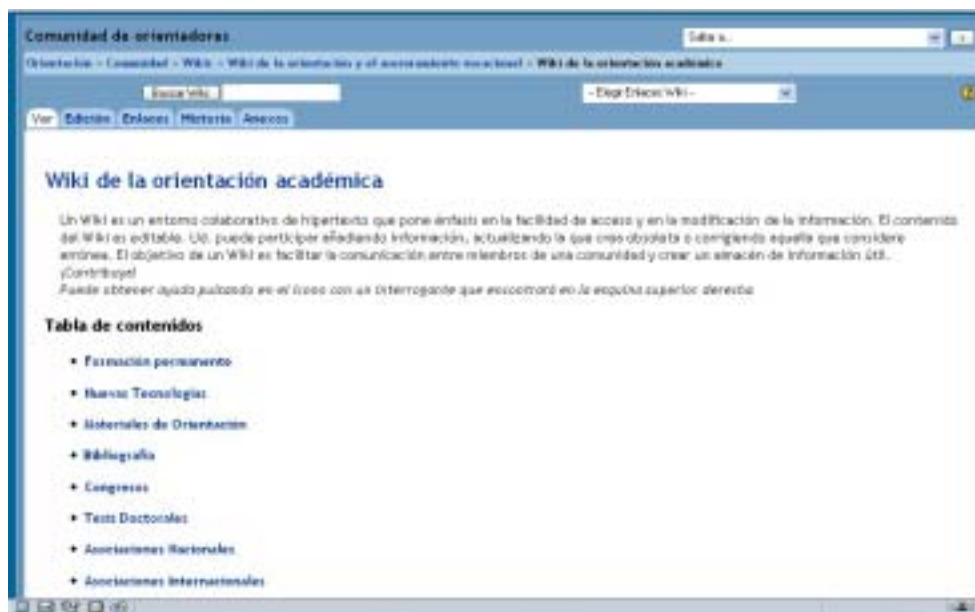 Comunidad de orientadores
Salta a...
Orientación » Comunidad » Wikis » Wiki de la orientación y el asesoramiento vocacional » Wiki de la orientación académica
Buscar Wiki:
- Elegir Enlaces Wiki -
Ver Edición Enlaces Historia Anexos
Wiki de la orientación académica
Un Wiki es un entorno colaborativo de hipertexto que pone énfasis en la facilidad de acceso y en la modificación de la información. El contenido
del Wiki es editable. Ud. puede participar añadiendo información, actualizando la que crea obsoleta o corrigiendo aquella que considere
errónea. El objetivo de un Wiki es facilitar la comunicación entre miembros de una comunidad y crear un almacén de información útil.
¡Contribuye!
Puede obtener ayuda pulsando en el icono con un interrogante que encontrará en la esquina superior derecha
Tabla de contenidos
Formación permanente
Nuevas Tecnologías
Materiales de Orientación
Bibliografía
Congresos
Tesis Doctorales
Asociaciones Nacionales
Asociaciones Internacionales